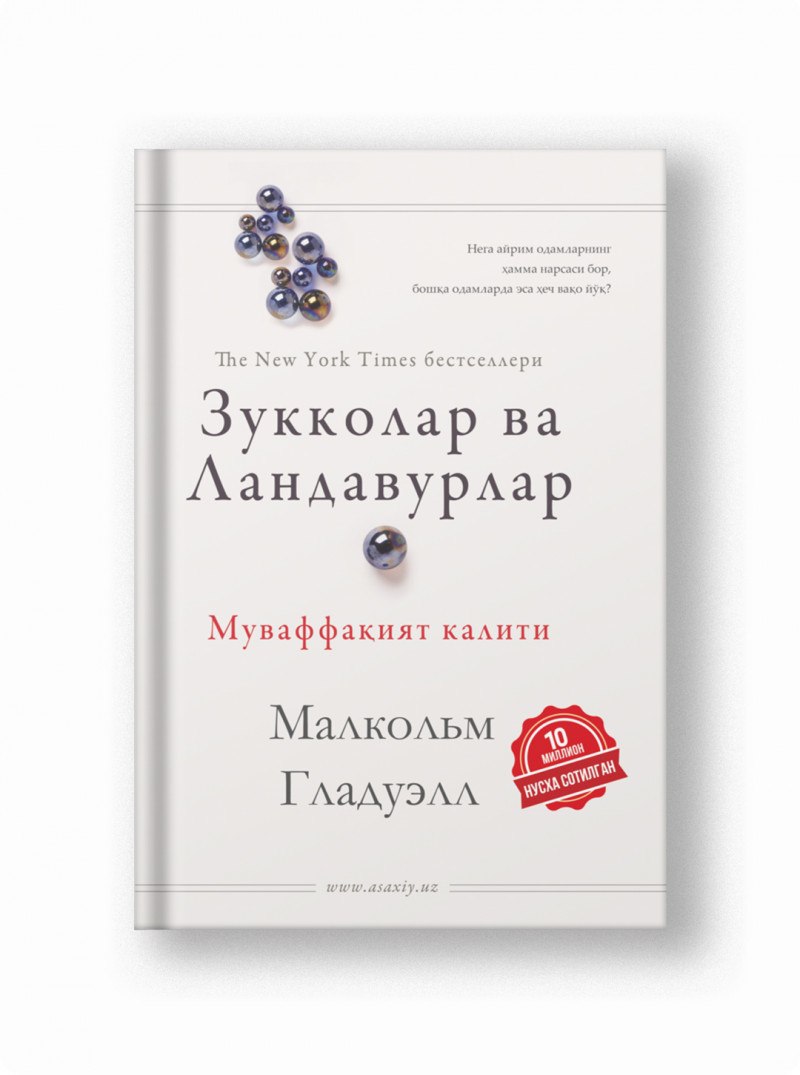 Нега айрим одамларнинг
ҳамма нарсаси бор,
бошқа одамларда эса ҳеч вақо йўқ?
The New York Times бестселлери
Зукколар ва
Ландавурлар
Муваффақият калити
Малкольм
Гладуэлл
10
МИЛЛИОН
НУСХА СОТИЛГАН
www.asaxiy.uz